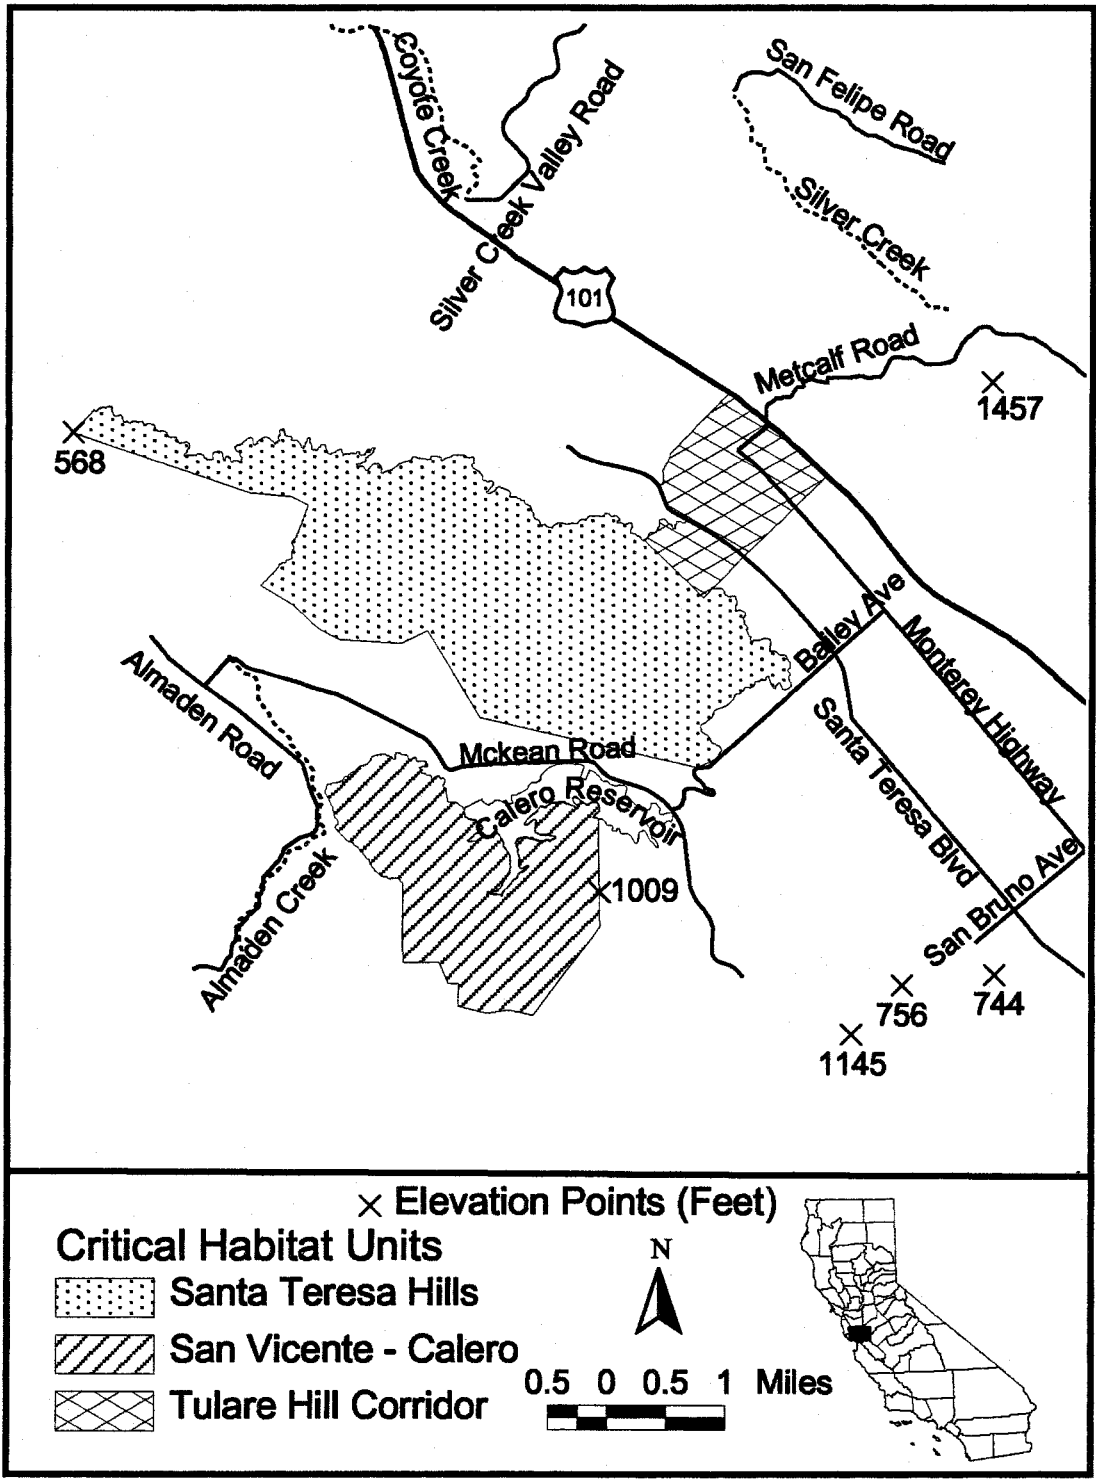 Coyote Creek
Silver Creek Valley Road
San Felipe Road
Silver Creek
101
Metcalf Road
1457
568
Bailey Ave
Monterey Highway
Almaden Road
Mckean Road
Santa Teresa Blvd
Calero Reservoir
San Bruno Ave
Almaden Creek
1009
756
744
1145
Elevation Points (Feet)
Critical Habitat Units
N
Santa Teresa Hills
San Vicente - Calero
0.5 0 0.5 1 Miles
Tulare Hill Corridor